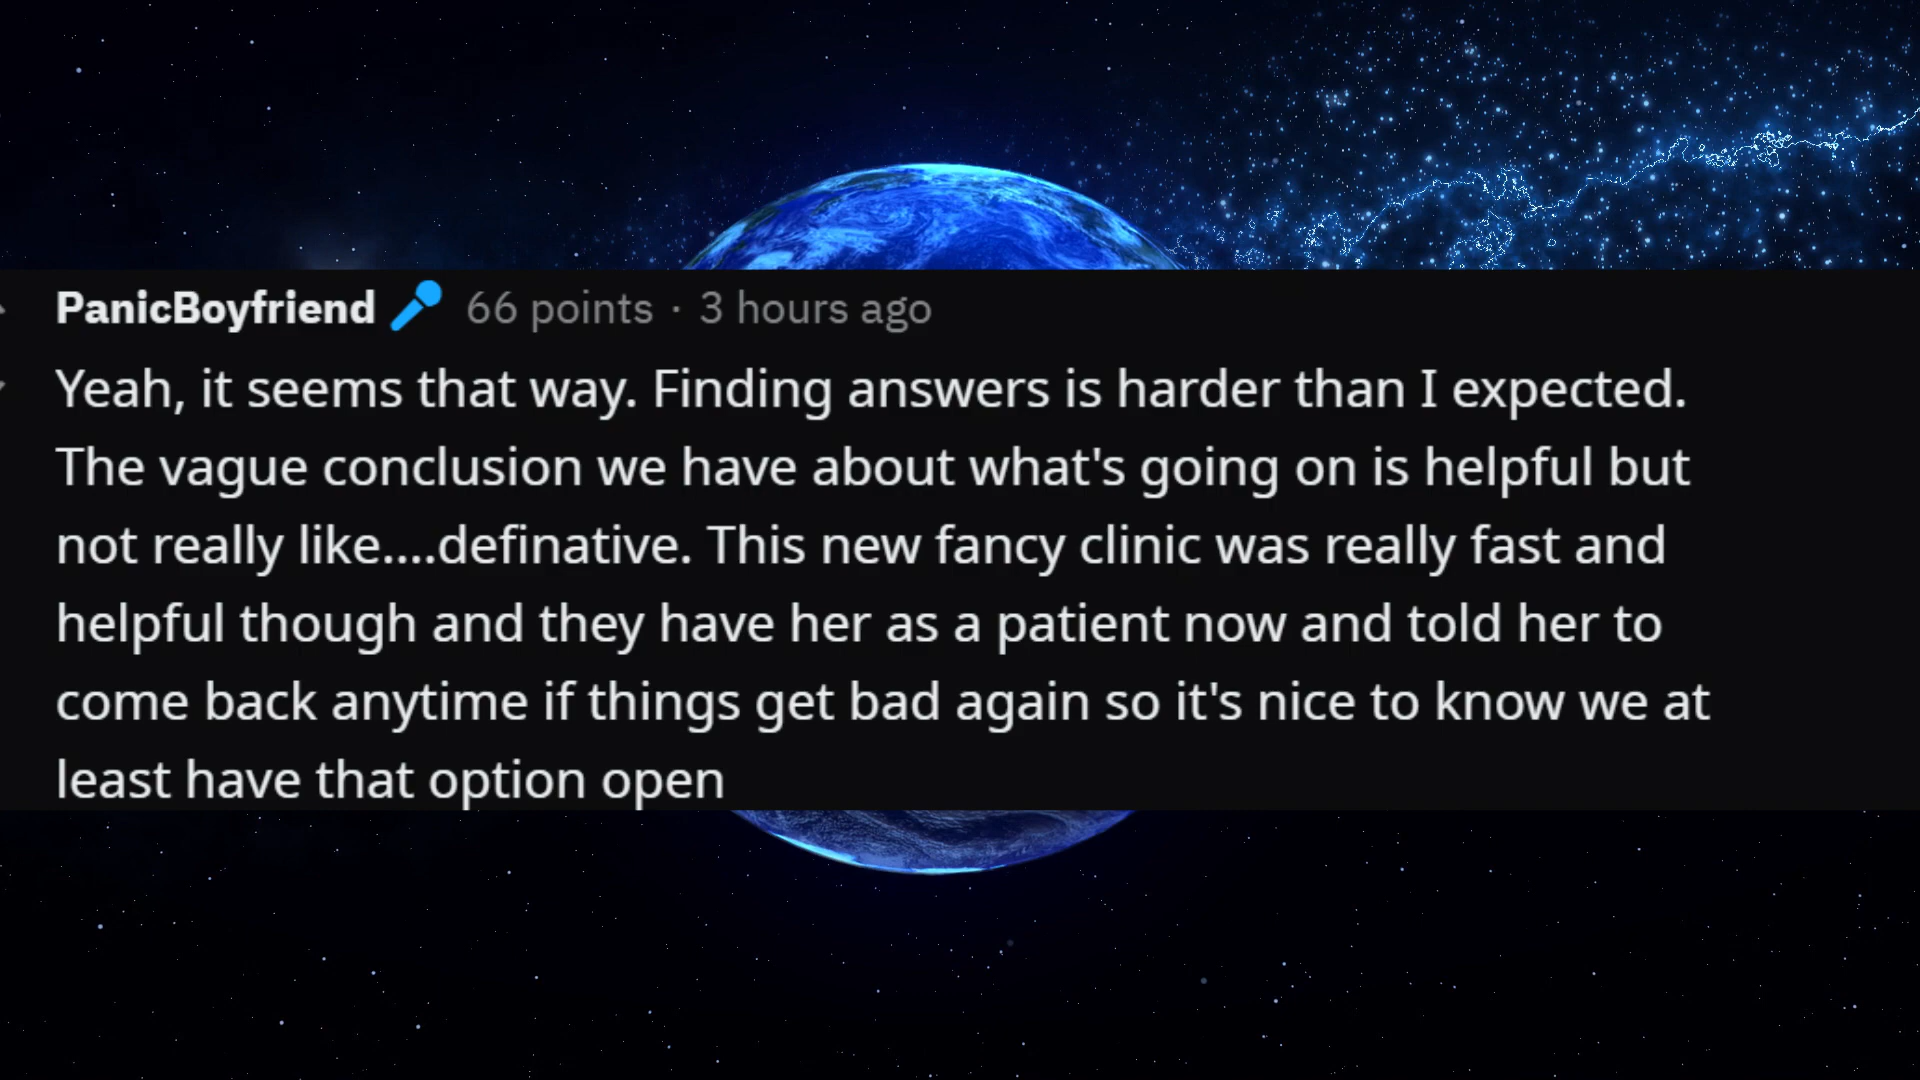 PanicBoyfriend 🎤 66 points · 3 hours ago
Yeah, it seems that way. Finding answers is harder than I expected.
The vague conclusion we have about what's going on is helpful but
not really like....definative. This new fancy clinic was really fast and
helpful though and they have her as a patient now and told her to
come back anytime if things get bad again so it's nice to know we at
least have that option open